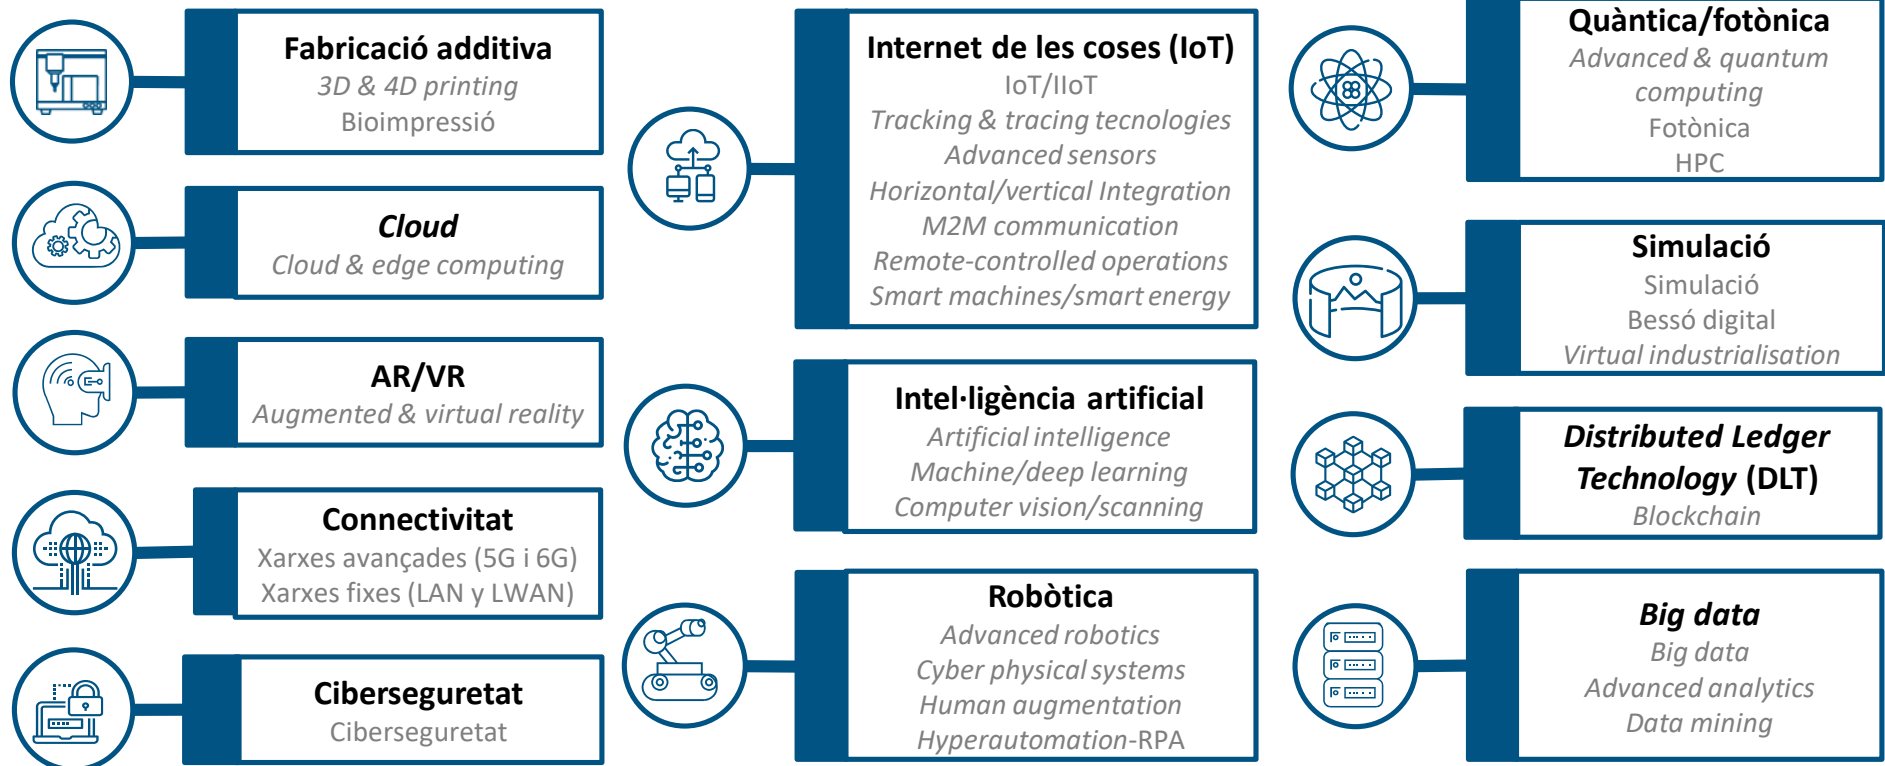 Fabricació additiva
3D & 4D printing
Bioimpressió
Cloud
Cloud & edge computing
AR/VR
Augmented & virtual reality
Connectivitat
Xarxes avançades (5G i 6G)
Xarxes fixes (LAN y LWAN)
Ciberseguretat
Ciberseguretat
Internet de les coses (IoT)
IoT/IIoT
Tracking & tracing tecnologies
Advanced sensors
Horizontal/vertical Integration
M2M communication
Remote-controlled operations
Smart machines/smart energy
Intel·ligència artificial
Artificial intelligence
Machine/deep learning
Computer vision/scanning
Robòtica
Advanced robotics
Cyber physical systems
Human augmentation
Hyperautomation-RPA
Quàntica/fotònica
Advanced & quantum
computing
Fotònica
HPC
Simulació
Simulació
Bessó digital
Virtual industrialisation
Distributed Ledger
Technology (DLT)
Blockchain
Big data
Big data
Advanced analytics
Data mining